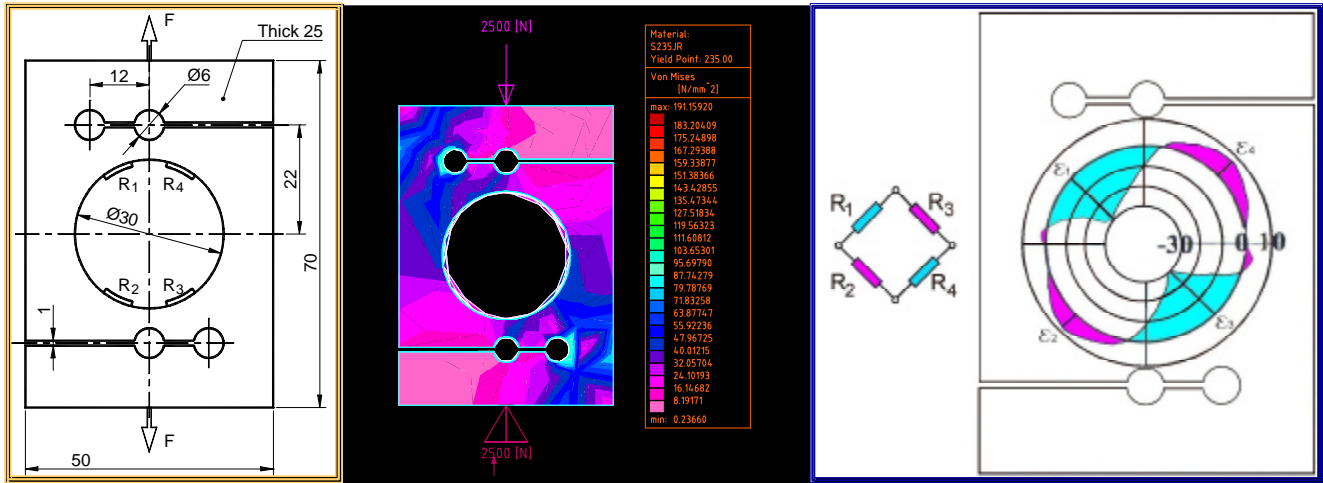 F
Thick 25
12
Ø6
R1
R4
22
Ø30
70
R2
R3
1
F
50
2500 [N]
2500 [N]
Material:
S235JR
Yield Point: 235.00
Von Mises
[N/mm^2]
max: 191.15920
183.20409
175.24898
167.29388
159.33877
151.38366
143.42855
135.47344
127.51834
119.56323
111.60812
103.65301
95.69790
87.74279
79.78769
71.83258
63.87747
55.92236
47.96725
40.01215
32.05704
24.10193
16.14682
8.19171
min: 0.23660
R1
R3
R2
R4
ε1
ε4
-30
0
10
ε2
ε3